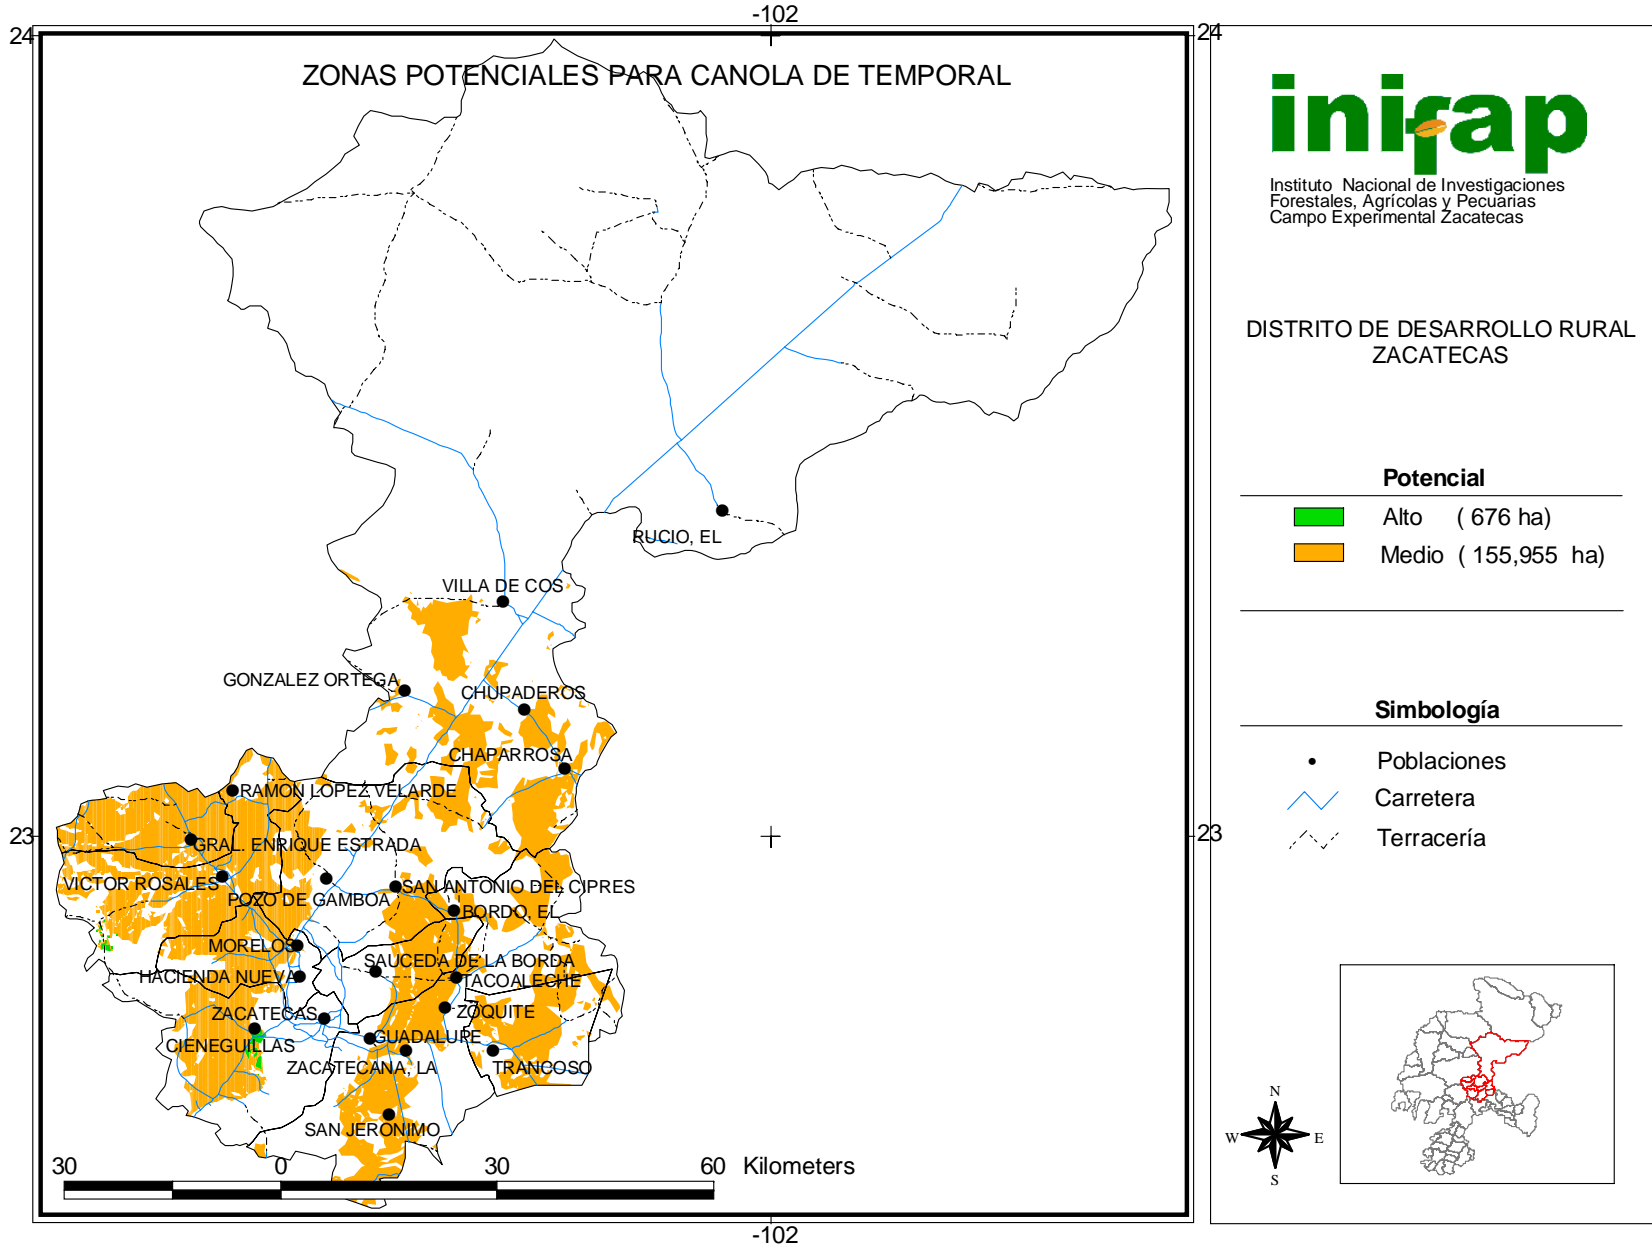 -102
24
24
ZONAS POTENCIALES PARA CANOLA DE TEMPORAL
RUCIO, EL
VILLA DE COS
GONZALEZ ORTEGA
CHUPADEROS
CHAPARROSA
RAMON LOPEZ VELARDE
23
23
GRAL. ENRIQUE ESTRADA
VICTOR ROSALES
SAN ANTONIO DEL CIPRES
POZO DE GAMBOA
BORDO, EL
MORELOS
SAUCEDA DE LA BORDA
HACIENDA NUEVA
TACOALECHE
ZACATECAS
ZOQUITE
GUADALUPE
CIENEGUILLAS
ZACATECANA, LA
TRANCOSO
SAN JERONIMO
30 0 30 60 Kilometers
-102
inifap
Instituto Nacional de Investigaciones
Forestales, Agrícolas y Pecuarias
Campo Experimental Zacatecas
DISTRITO DE DESARROLLO RURAL
ZACATECAS
Potencial
Alto ( 676 ha)
Medio ( 155,955 ha)
Simbología
Poblaciones
Carretera
Terracería
N
W E
S